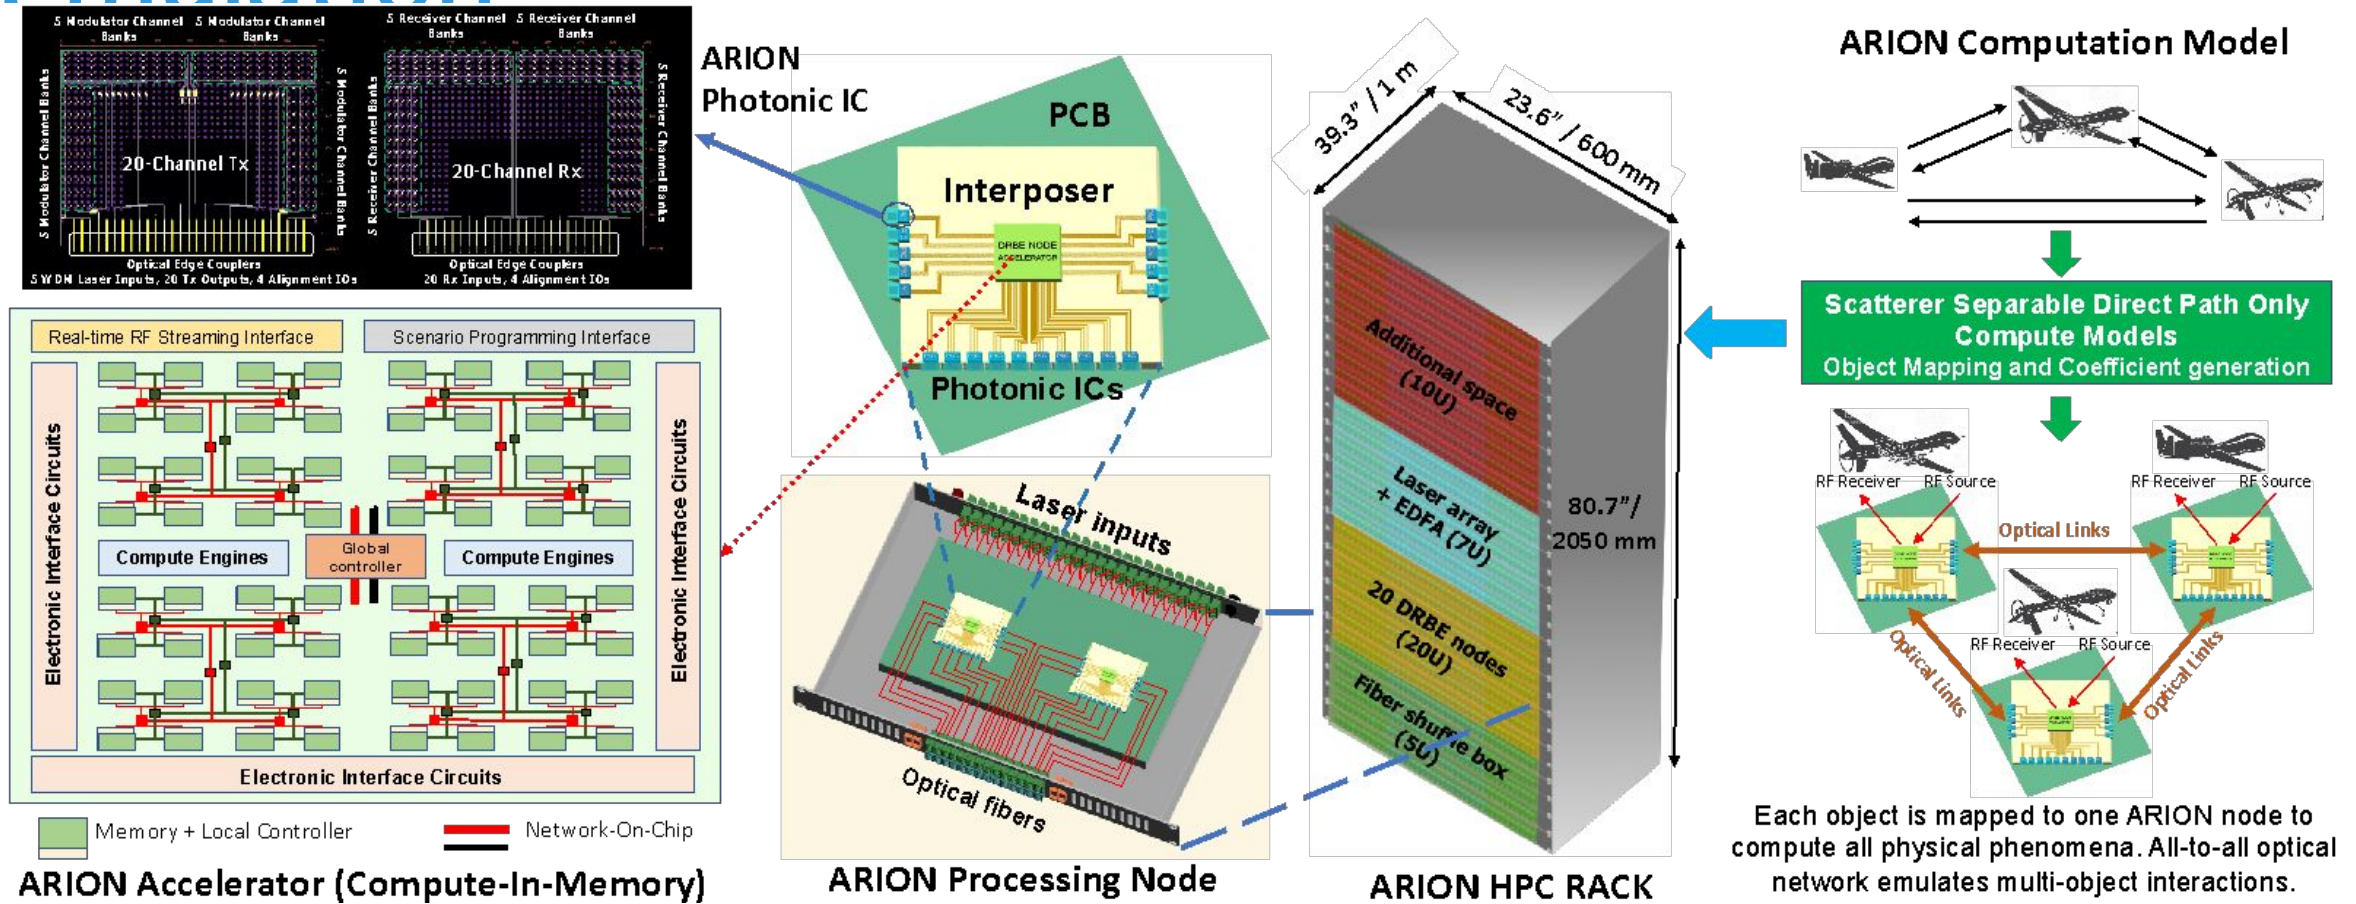 5 Modulator Channel Banks
5 Modulator Channel Banks
5 Modulator Channel Banks
5 Modulator Channel Banks
20-Channel Tx
Optical Edge Couplers
5 WDM Laser Inputs, 20 Tx Outputs, 4 Alignment IOs
5 Receiver Channel Banks
5 Receiver Channel Banks
5 Receiver Channel Banks
5 Receiver Channel Banks
20-Channel Rx
Optical Edge Couplers
20 Rx Inputs, 4 Alignment IOs
ARION
Photonic IC
Real-time RF Streaming Interface
Scenario Programming Interface
Electronic Interface Circuits
Electronic Interface Circuits
Compute Engines
Global
controller
Compute Engines
Electronic Interface Circuits
Memory + Local Controller
Network-On-Chip
ARION Accelerator (Compute-In-Memory)
PCB
Interposer
DRBE NODE
ACCELERATOR
Photonic ICs
Laser inputs
Optical fibers
ARION Processing Node
39.3” / 1 m
23.6” / 600 mm
80.7”/
2050 mm
Additional space
(10U)
Laser array
+ EDFA (7U)
20 DRBE nodes
(20U)
Fiber shuffle box
(5U)
ARION HPC RACK
ARION Computation Model
Scatterer Separable Direct Path Only
Compute Models
Object Mapping and Coefficient generation
RF Receiver
RF Source
RF Receiver
RF Source
Optical Links
RF Receiver
RF Source
Optical Links
Optical Links
Each object is mapped to one ARION node to
compute all physical phenomena. All-to-all optical
network emulates multi-object interactions.